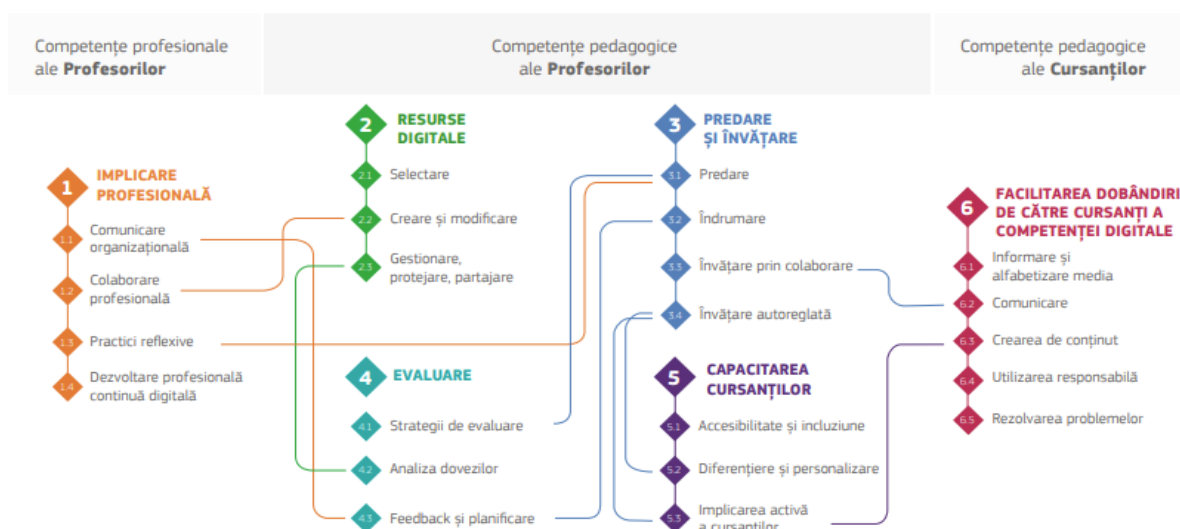 Competențe profesionale
ale Profesorilor
Competențe pedagogice
ale Profesorilor
Competențe pedagogice
ale Cursanților
1
IMPLICARE
PROFESIONALĂ
1.1
Comunicare
organizațională
1.2
Colaborare
profesională
1.3
Practici reflexive
1.4
Dezvoltare profesională
continuă digitală
2
RESURSE
DIGITALE
2.1
Selectare
2.2
Creare și modificare
2.3
Gestionare,
protejare, partajare
3
PREDARE
ȘI ÎNVĂȚARE
3.1
Predare
3.2
Îndrumare
3.3
Învățare prin colaborare
3.4
Învățare autoreglată
4
EVALUARE
4.1
Strategii de evaluare
4.2
Analiza dovezilor
4.3
Feedback și planificare
5
CAPACITAREA
CURSANȚILOR
5.1
Accesibilitate și incluziune
5.2
Diferențiere și personalizare
5.3
Implicarea activă
a cursanților
6
FACILITAREA DOBÂNDIRI
DE CĂTRE CURSANȚI A
COMPETENȚEI DIGITALE
6.1
Informare și
alfabetizare media
6.2
Comunicare
6.3
Crearea de conținut
6.4
Utilizarea responsabilă
6.5
Rezolvarea problemelor